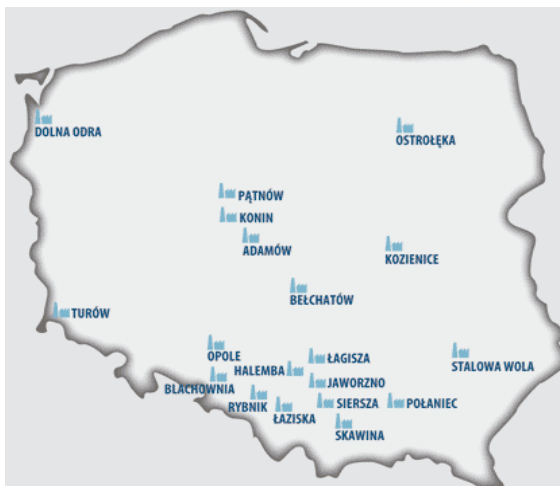 DOLNA ODRA
OSTROŁĘKA
PĄTNÓW
KONIN
ADAMÓW
KOZIENICE
BEŁCHATÓW
TURÓW
OPOLE
ŁAGISZA
STALOWA WOLA
HALEMBA
BLACHOWNIA
JAWORZNO
RYBNIK
SIERSZA
POŁANIEC
ŁAZISKA
SKAWINA